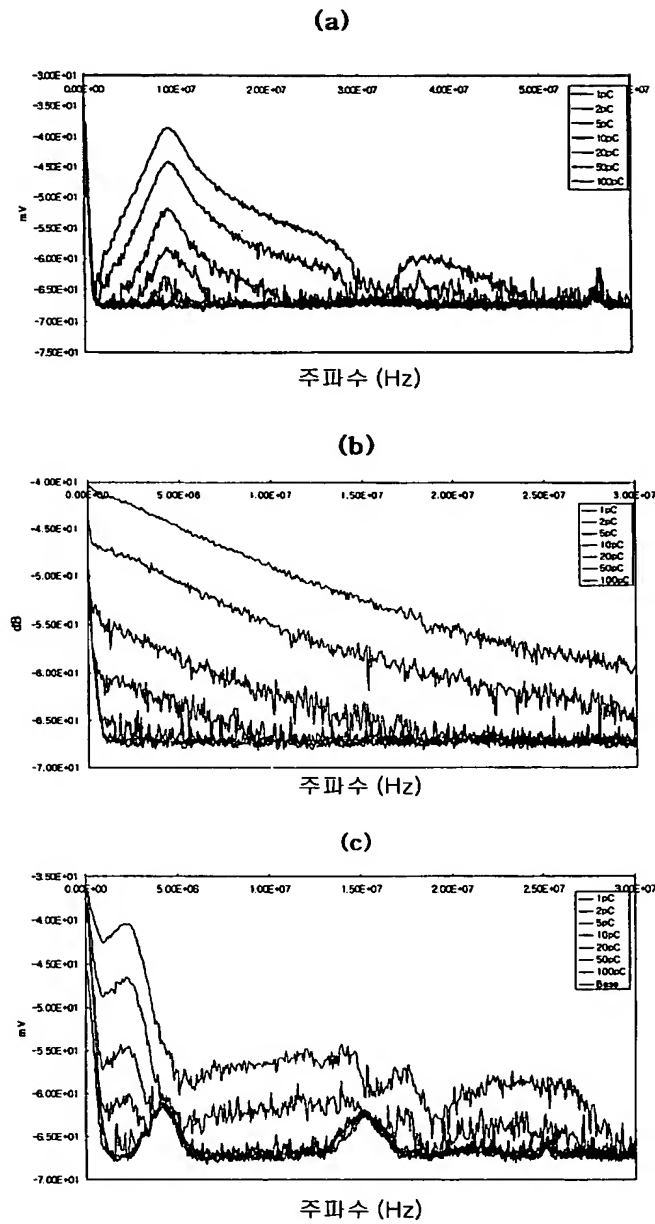 (a)
-3.00E+01
0.00E+00 1.00E+07 2.00E+07 3.00E+07 4.00E+07 5.00E+07
-3.50E+01
-4.00E+01
-4.50E+01
-5.00E+01
-5.50E+01
-6.00E+01
-6.50E+01
-7.00E+01
-7.50E+01
mV
1pC
2pC
5pC
10pC
20pC
50pC
100pC
주파수 (Hz)
(b)
-4.00E+01
0.00E+00 5.00E+06 1.00E+07 1.50E+07 2.00E+07 2.50E+07 3.00E+07
-4.50E+01
-5.00E+01
-5.50E+01
-6.00E+01
-6.50E+01
-7.00E+01
dB
1pC
2pC
5pC
10pC
20pC
50pC
100pC
주파수 (Hz)
(c)
-3.50E+01
0.00E+00 5.00E+06 1.00E+07 1.50E+07 2.00E+07 2.50E+07 3.00E+07
-4.00E+01
-4.50E+01
-5.00E+01
-5.50E+01
-6.00E+01
-6.50E+01
-7.00E+01
mV
1pC
2pC
5pC
10pC
20pC
50pC
100pC
Base
주파수 (Hz)